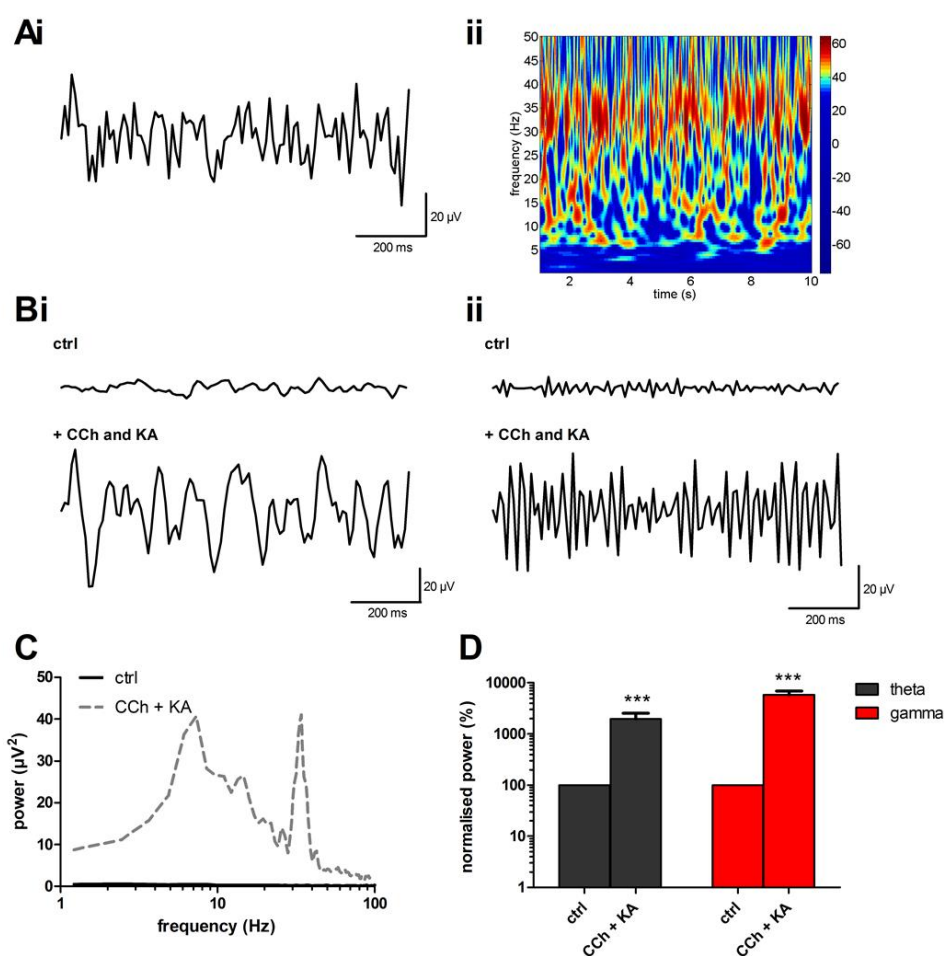 Ai
20 µV
200 ms
ii
50
45
40
35
30
25
20
15
10
5
frequency (Hz)
2
4
6
8
10
time (s)
60
40
20
0
-20
-40
-60
Bi
ctrl
+ CCh and KA
20 µV
200 ms
ii
ctrl
+ CCh and KA
20 µV
200 ms
C
ctrl
CCh + KA
50
40
30
20
10
0
power (µV²)
1
10
100
frequency (Hz)
D
10000
1000
100
10
1
normalised power (%)
***
***
theta
gamma
ctrl
CCh + KA
ctrl
CCh + KA